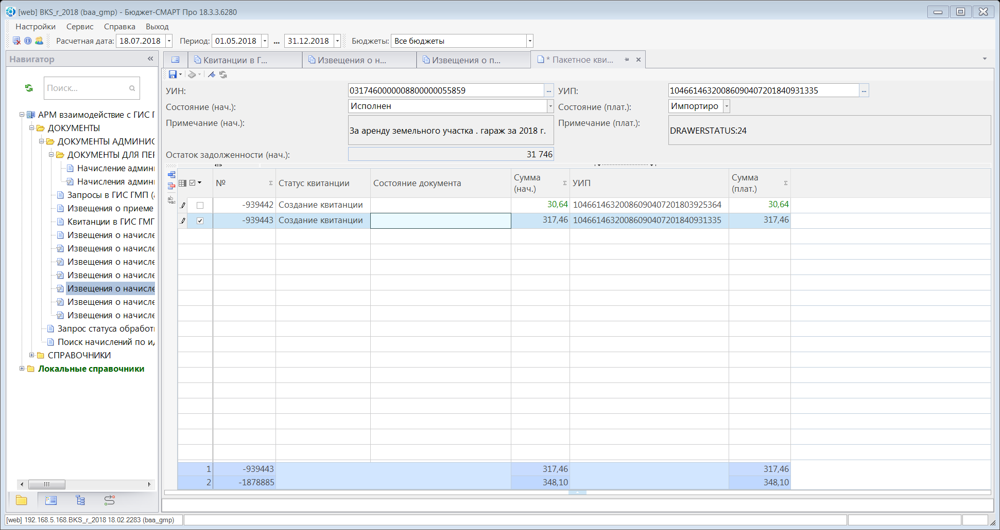 [web] BKS_r_2018 (baa_gmp) - Бюджет-СМАРТ Про 18.3.3.6280
Настройки Сервис Справка Выход
Расчетная дата: 18.07.2018 Период: 01.05.2018 ... 31.12.2018 Бюджеты: Все бюджеты
Навигатор «
Квитанции в Г... Извещения о н... Извещения о п... * Пакетное кви...
Поиск...
АРМ взаимодействие с ГИС Г
ДОКУМЕНТЫ
ДОКУМЕНТЫ АДМИНИС
ДОКУМЕНТЫ ДЛЯ ПЕР
Начисление админи
Начисления админи
Запросы в ГИС ГМП (
Извещения о приеме
Квитанции в ГИС ГМП
Извещения о начисле
Извещения о начисле
Извещения о начисле
Извещения о начисле
Извещения о начисле
Извещения о начисле
Извещения о начисле
Запрос статуса обработ
Поиск начислений по ид
СПРАВОЧНИКИ
Локальные справочники
УИН: 0317460000008800000055859 ... УИП: 10466146320086090407201840931335 ...
Состояние (нач.): Исполнен Состояние (плат.): Импортиро
Примечание (нач.): За аренду земельного участка . гараж за 2018 г. Примечание (плат.): DRAWERSTATUS:24
Остаток задолженности (нач.): 31 746
№ Σ Статус квитанции Состояние документа Сумма (нач.) Σ УИП Сумма (плат.) Σ
-939442 Создание квитанции 30,64 10466146320086090407201803925364 30,64
-939443 Создание квитанции 317,46 10466146320086090407201840931335 317,46
1 -939443 317,46 317,46
2 -1878885 348,10 348,10
[web] 192.168.5.168.BKS_r_2018 18.02.2283 (baa_gmp)